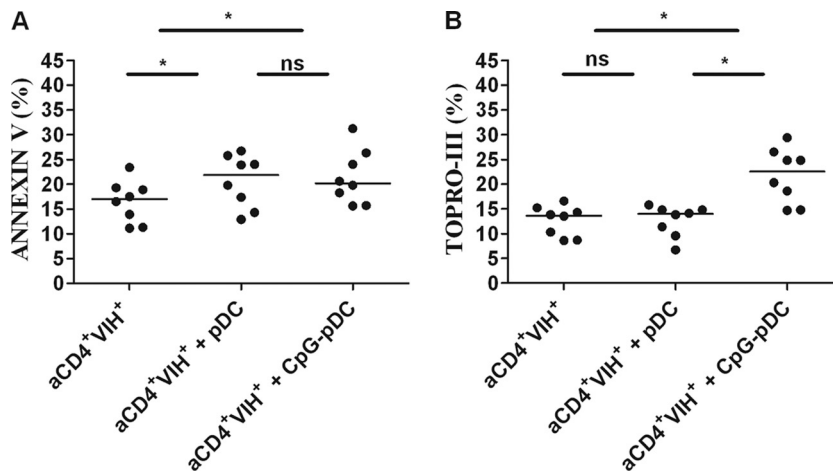 A
*
*
ns
ANNEXIN V (%)
45
40
35
30
25
20
15
10
5
0
aCD4⁺VIH⁺
aCD4⁺VIH⁺ + pDC
aCD4⁺VIH⁺ + CpG-pDC
B
*
ns
*
TOPRO-III (%)
45
40
35
30
25
20
15
10
5
0
aCD4⁺VIH⁺
aCD4⁺VIH⁺ + pDC
aCD4⁺VIH⁺ + CpG-pDC